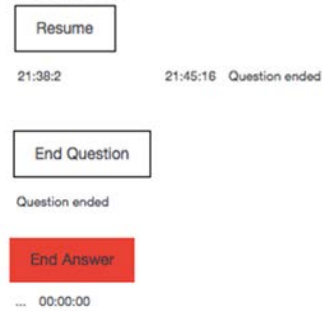 Resume
21:38:2 21:45:16 Question ended
End Question
Question ended
End Answer
... 00:00:00